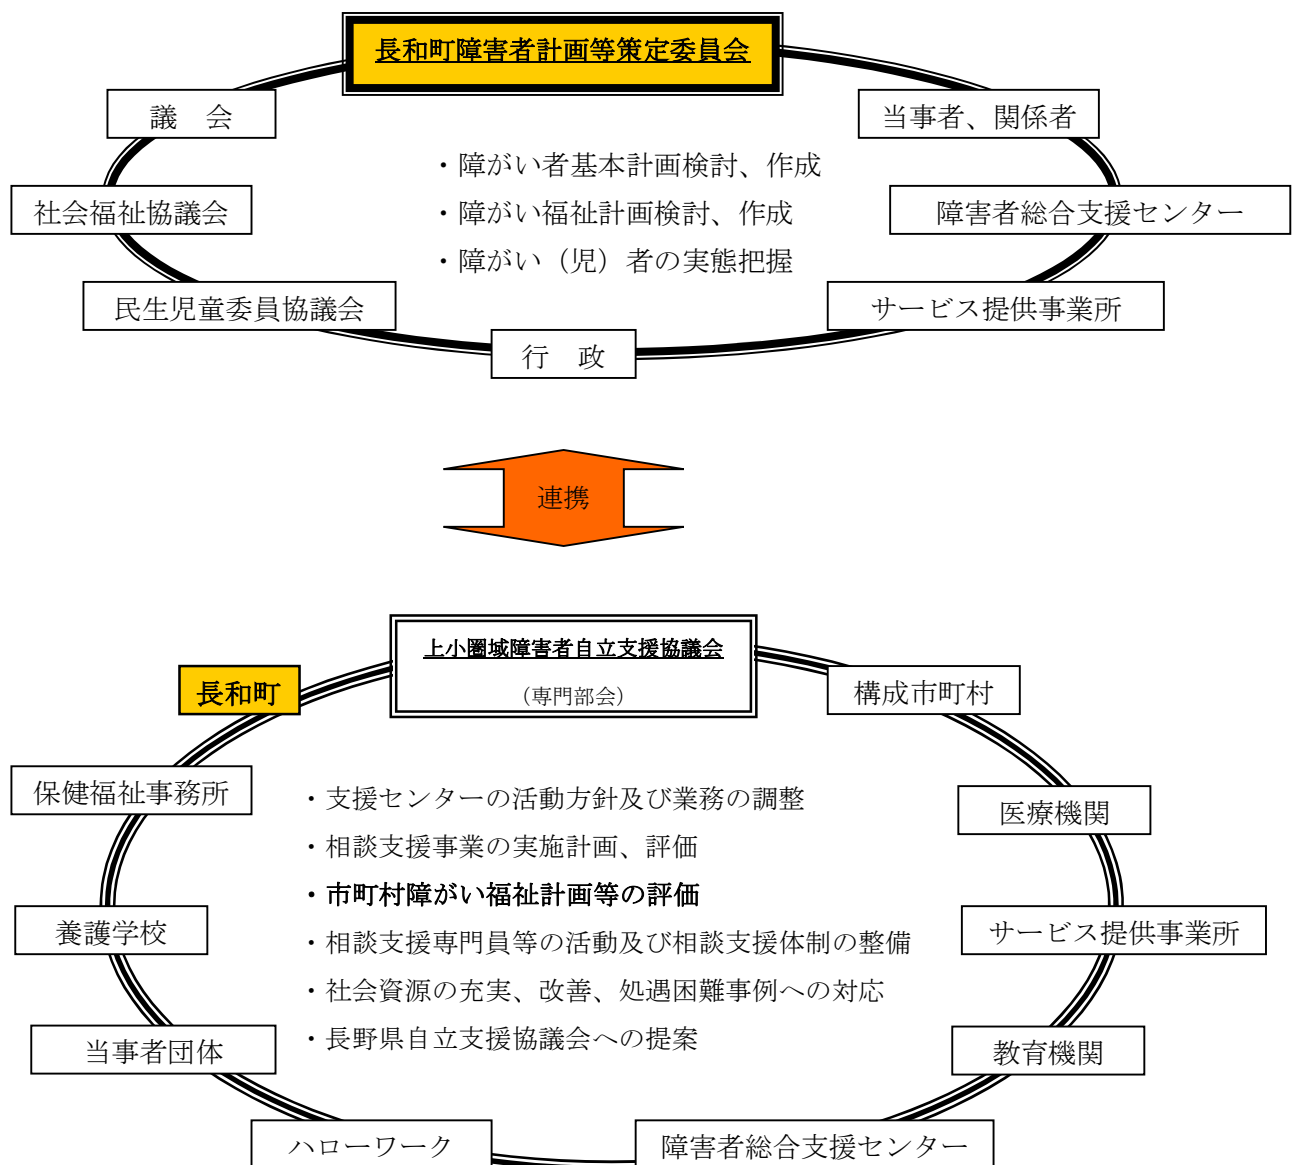 長和町障害者計画等策定委員会
議　会
当事者、関係者
・障がい者基本計画検討、作成
社会福祉協議会
・障がい福祉計画検討、作成
障害者総合支援センター
・障がい（児）者の実態把握
民生児童委員協議会
サービス提供事業所
行　政
連携
上小圏域障害者自立支援協議会
（専門部会）
長和町
構成市町村
保健福祉事務所
・支援センターの活動方針及び業務の調整
医療機関
・相談支援事業の実施計画、評価
・市町村障がい福祉計画等の評価
養護学校
・相談支援専門員等の活動及び相談支援体制の整備
サービス提供事業所
・社会資源の充実、改善、処遇困難事例への対応
当事者団体
・長野県自立支援協議会への提案
教育機関
ハローワーク
障害者総合支援センター